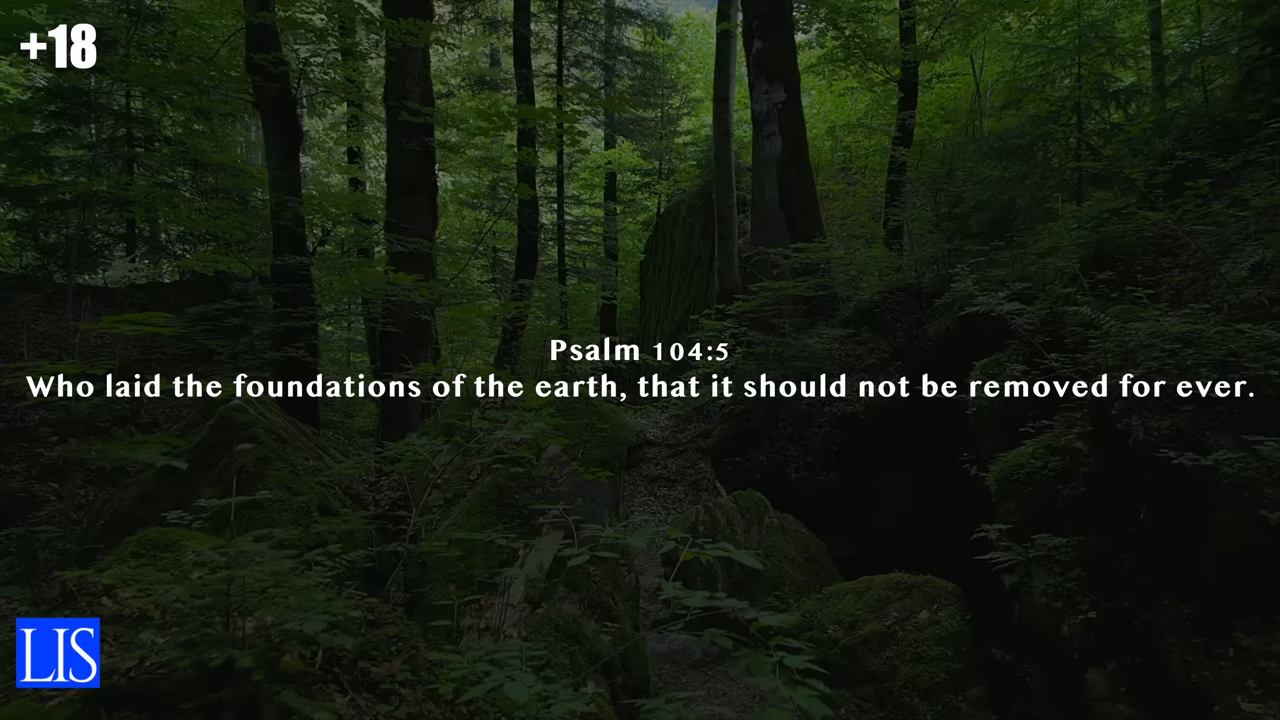 +18
Psalm 104:5
Who laid the foundations of the earth, that it should not be removed for ever.
LIS